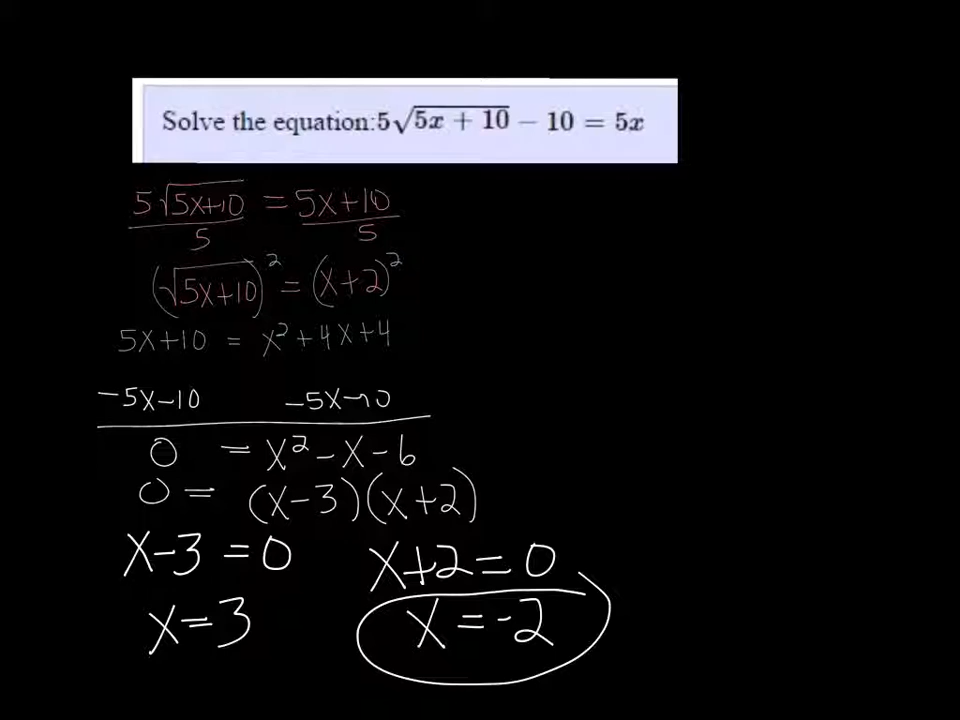 Solve the equation:5√5x + 10 − 10 = 5x
5√5x+10 = 5x+10
5 5
(√5x+10)² = (x+2)²
5x+10 = x²+4x+4
-5x-10 -5x-10
0 = x²-x-6
0 = (x-3)(x+2)
x-3=0 x+2=0
x=3 x=-2